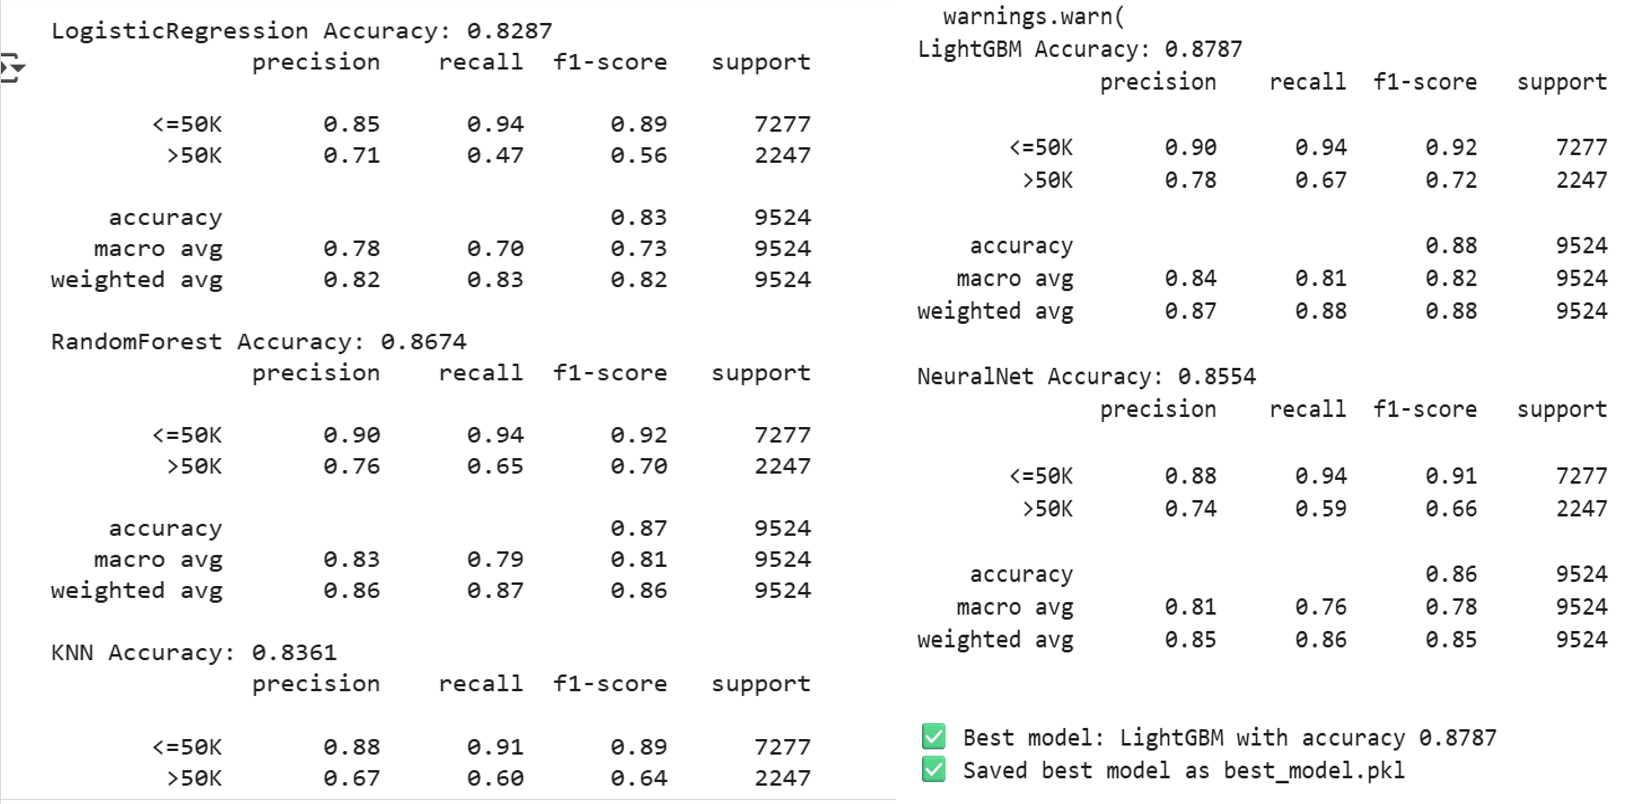 LogisticRegression Accuracy: 0.8287
precision recall f1-score support
<=50K 0.85 0.94 0.89 7277
>50K 0.71 0.47 0.56 2247
accuracy 0.83 9524
macro avg 0.78 0.70 0.73 9524
weighted avg 0.82 0.83 0.82 9524
RandomForest Accuracy: 0.8674
precision recall f1-score support
<=50K 0.90 0.94 0.92 7277
>50K 0.76 0.65 0.70 2247
accuracy 0.87 9524
macro avg 0.83 0.79 0.81 9524
weighted avg 0.86 0.87 0.86 9524
KNN Accuracy: 0.8361
precision recall f1-score support
<=50K 0.88 0.91 0.89 7277
>50K 0.67 0.60 0.64 2247
warnings.warn(
LightGBM Accuracy: 0.8787
precision recall f1-score support
<=50K 0.90 0.94 0.92 7277
>50K 0.78 0.67 0.72 2247
accuracy 0.88 9524
macro avg 0.84 0.81 0.82 9524
weighted avg 0.87 0.88 0.88 9524
NeuralNet Accuracy: 0.8554
precision recall f1-score support
<=50K 0.88 0.94 0.91 7277
>50K 0.74 0.59 0.66 2247
accuracy 0.86 9524
macro avg 0.81 0.76 0.78 9524
weighted avg 0.85 0.86 0.85 9524
✅ Best model: LightGBM with accuracy 0.8787
✅ Saved best model as best_model.pkl